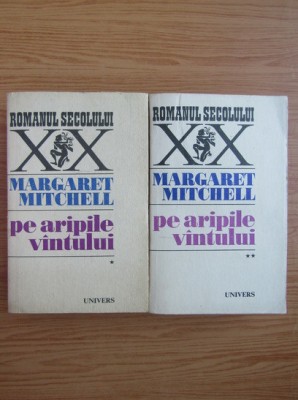 ROMANUL SECOLULUI
XX
MARGARET
MITCHELL
pe aripile
vîntului
*
UNIVERS
ROMANUL SECOLULUI
XX
MARGARET
MITCHELL
pe aripile
vîntului
**
UNIVERS